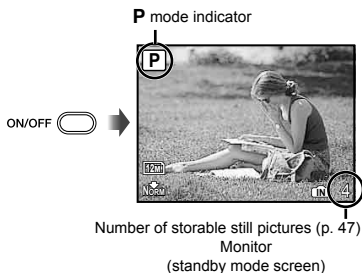 P mode indicator
P
ON/OFF
12M
NORM
IN 4
Number of storable still pictures (p. 47)
Monitor
(standby mode screen)